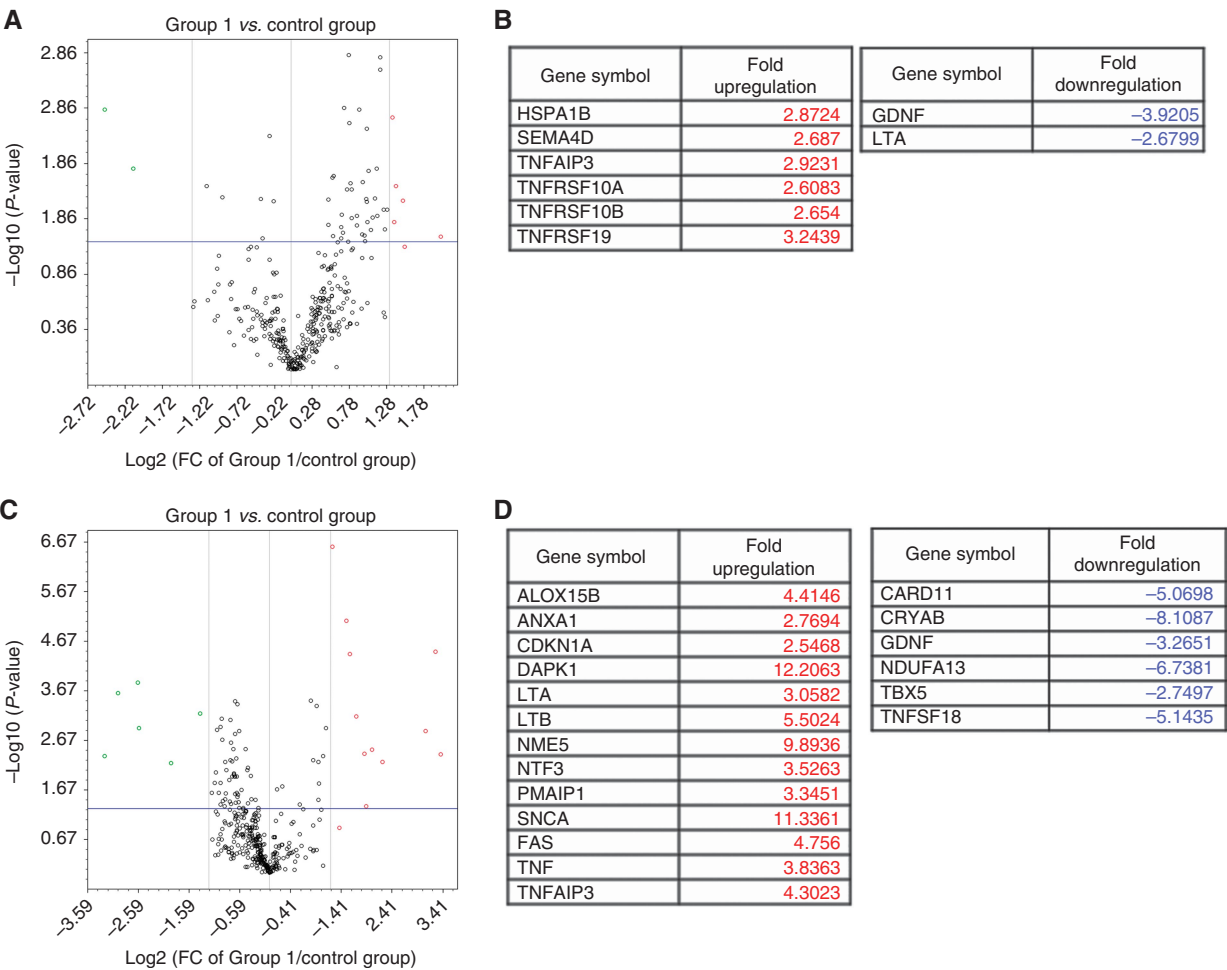 A
Group 1 vs. control group
2.86
2.86
1.86
1.86
0.86
0.36
–Log10 (P-value)
–2.72
–2.22
–1.72
–1.22
–0.72
–0.22
0.28
0.78
1.28
1.78
Log2 (FC of Group 1/control group)
B
Gene symbol Fold upregulation
HSPA1B 2.8724
SEMA4D 2.687
TNFAIP3 2.9231
TNFRSF10A 2.6083
TNFRSF10B 2.654
TNFRSF19 3.2439
Gene symbol Fold downregulation
GDNF –3.9205
LTA –2.6799
C
Group 1 vs. control group
6.67
5.67
4.67
3.67
2.67
1.67
0.67
–Log10 (P-value)
–3.59
–2.59
–1.59
–0.59
–0.41
–1.41
2.41
3.41
Log2 (FC of Group 1/control group)
D
Gene symbol Fold upregulation
ALOX15B 4.4146
ANXA1 2.7694
CDKN1A 2.5468
DAPK1 12.2063
LTA 3.0582
LTB 5.5024
NME5 9.8936
NTF3 3.5263
PMAIP1 3.3451
SNCA 11.3361
FAS 4.756
TNF 3.8363
TNFAIP3 4.3023
Gene symbol Fold downregulation
CARD11 –5.0698
CRYAB –8.1087
GDNF –3.2651
NDUFA13 –6.7381
TBX5 –2.7497
TNFSF18 –5.1435